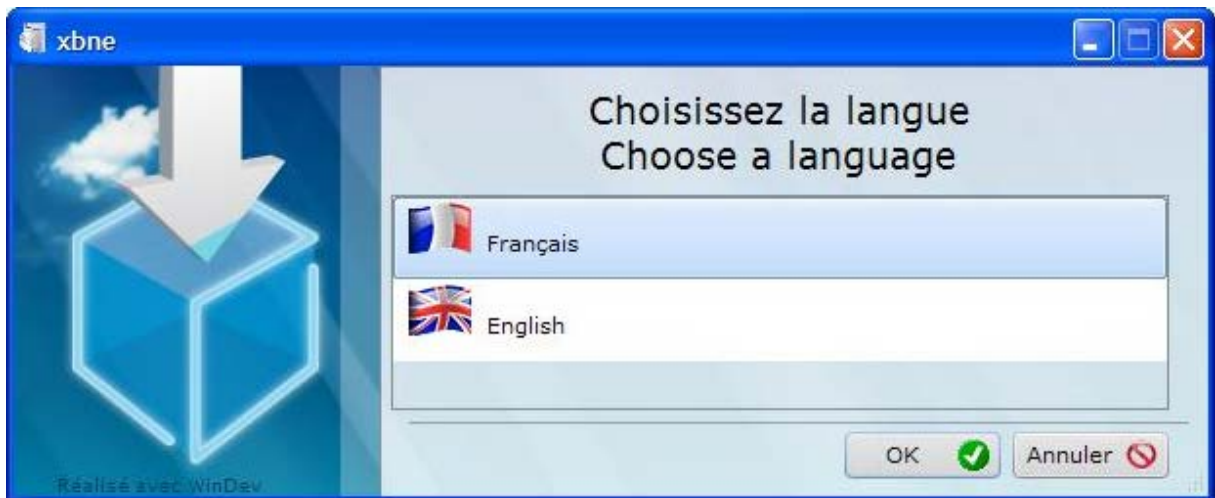 xbne
Choisissez la langue
Choose a language
Français
English
OK
Annuler
Réalisé avec WinDev